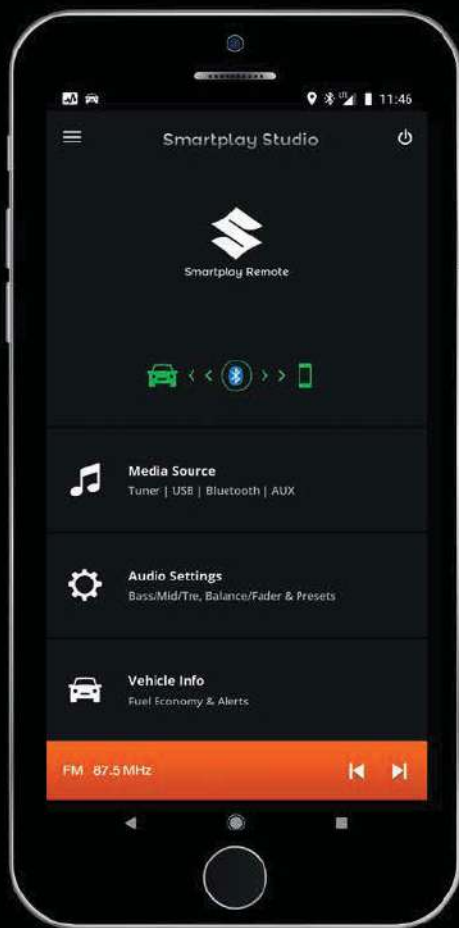 LTE 11:46
Smartplay Studio
Smartplay Remote
Media Source
Tuner | USB | Bluetooth | AUX
Audio Settings
Bass/Mid/Tre, Balance/Fader & Presets
Vehicle Info
Fuel Economy & Alerts
FM 87.5 MHz